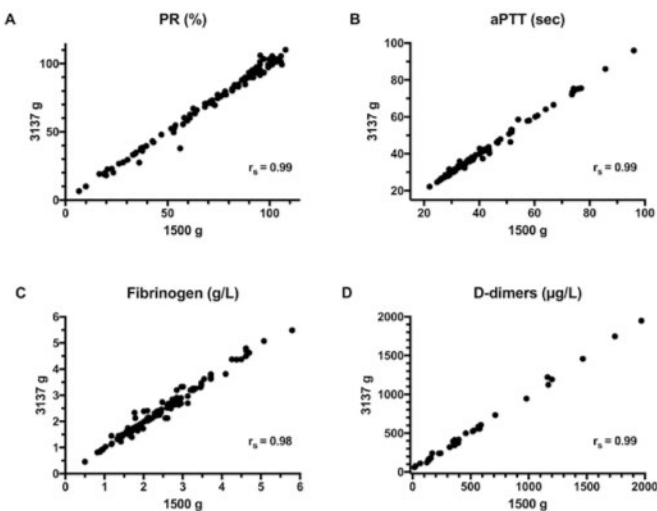 A
PR (%)
100
50
0
0
50
100
3137 g
1500 g
rs = 0.99
B
aPTT (sec)
100
80
60
40
20
20
40
60
80
100
3137 g
1500 g
rs = 0.99
C
Fibrinogen (g/L)
6
5
4
3
2
1
0
0
1
2
3
4
5
6
3137 g
1500 g
rs = 0.98
D
D-dimers (µg/L)
2000
1500
1000
500
0
0
500
1000
1500
2000
3137 g
1500 g
rs = 0.99